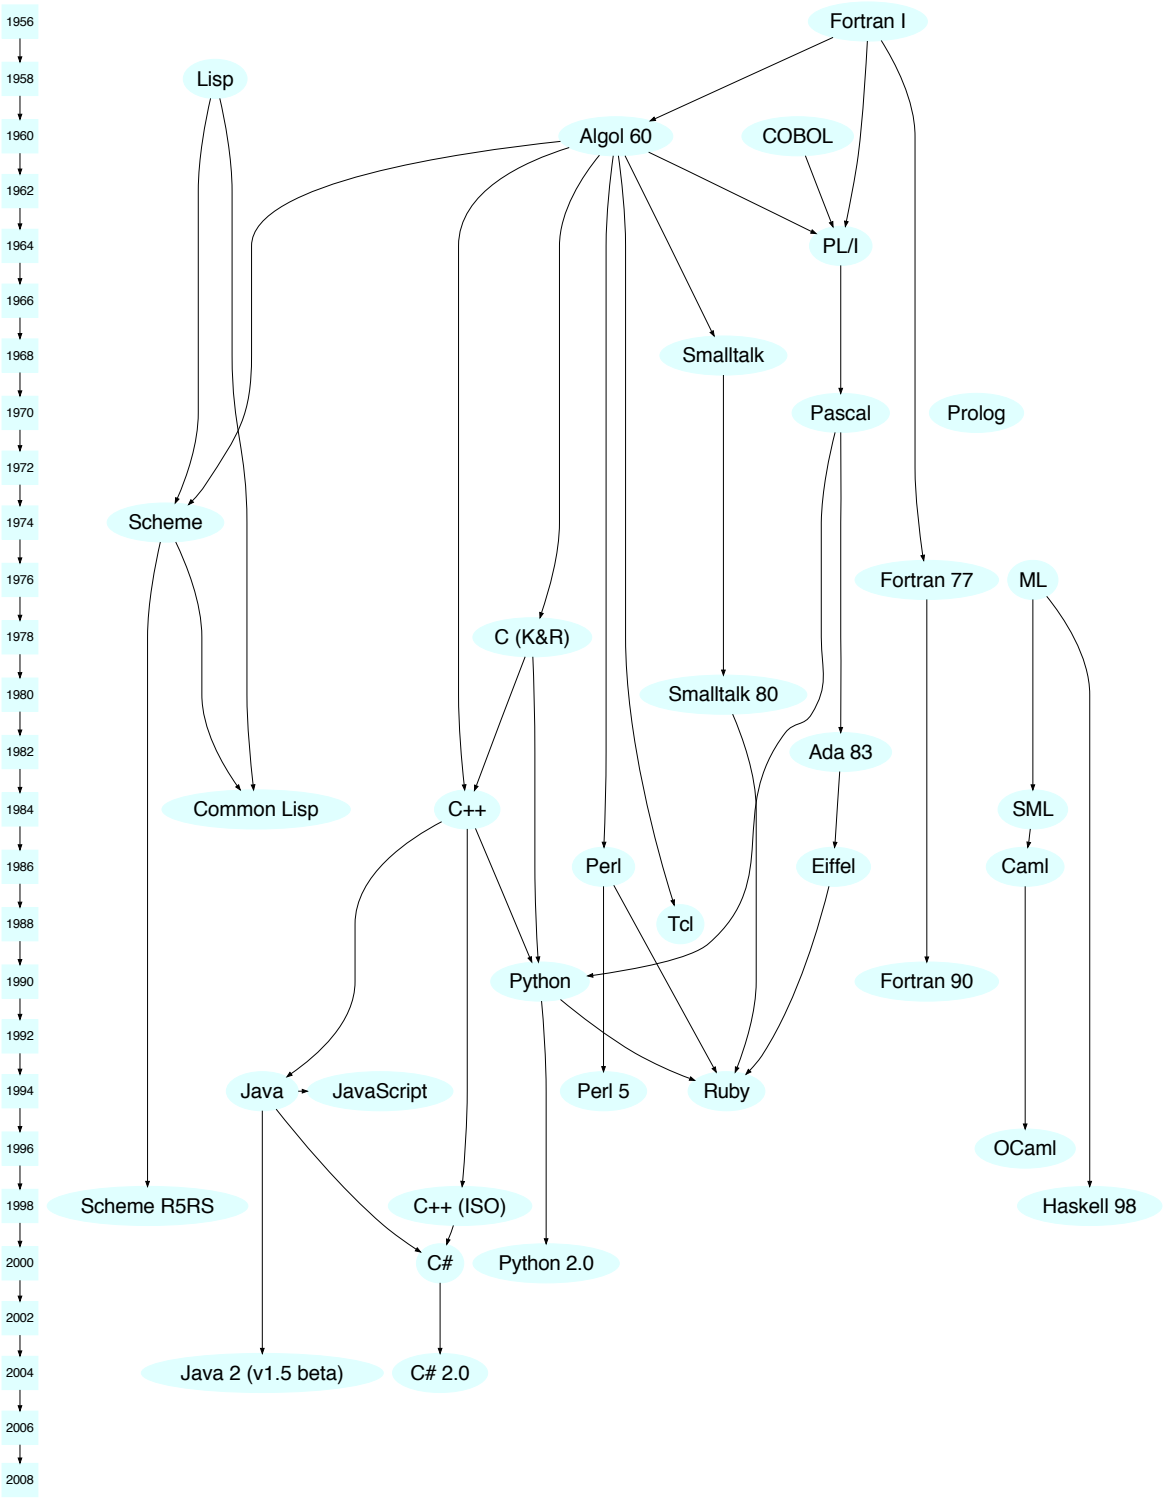 1956
Fortran I
1958
Lisp
1960
Algol 60
COBOL
1962
1964
PL/I
1966
1968
Smalltalk
1970
Pascal
Prolog
1972
1974
Scheme
1976
Fortran 77
ML
1978
C (K&R)
1980
Smalltalk 80
1982
Ada 83
1984
Common Lisp
C++
SML
1986
Perl
Eiffel
Caml
1988
Tcl
1990
Python
Fortran 90
1992
1994
Java
JavaScript
Perl 5
Ruby
1996
OCaml
1998
Scheme R5RS
C++ (ISO)
Haskell 98
2000
C#
Python 2.0
2002
2004
Java 2 (v1.5 beta)
C# 2.0
2006
2008